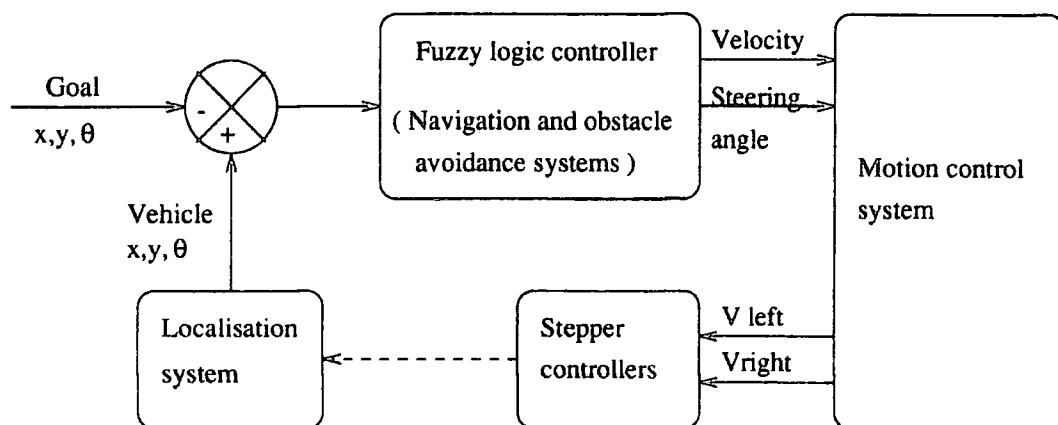 Goal
x,y, θ
-
+
Vehicle
x,y, θ
Fuzzy logic controller
( Navigation and obstacle
avoidance systems )
Velocity
Steering
angle
Motion control
system
V left
Vright
Stepper
controllers
Localisation
system